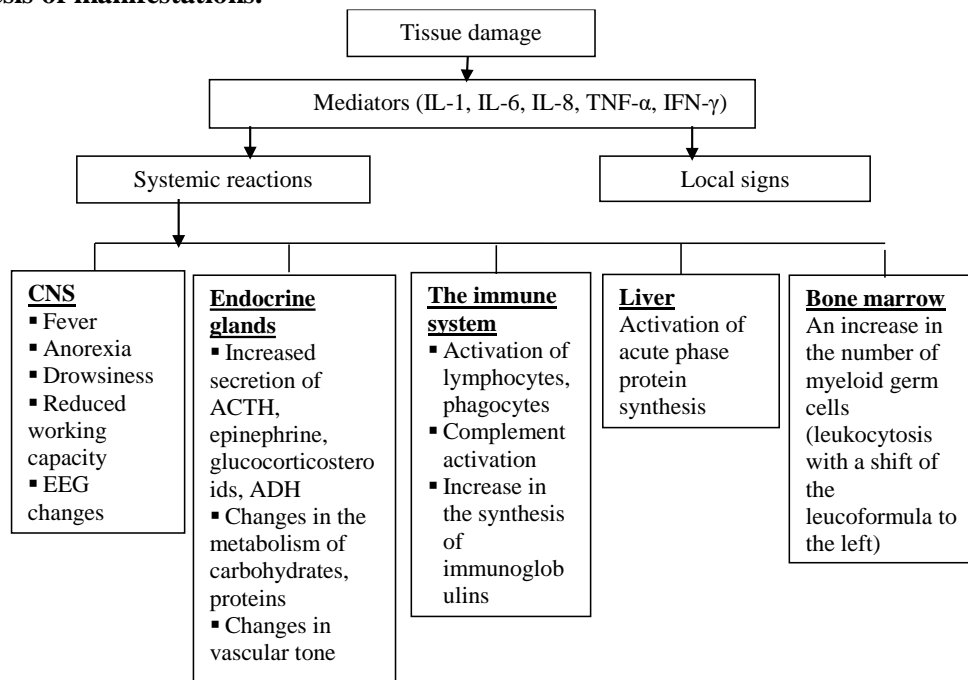 Tissue damage
Mediators (IL-1, IL-6, IL-8, TNF-α, IFN-γ)
Systemic reactions
Local signs
CNS
▪ Fever
▪ Anorexia
▪ Drowsiness
▪ Reduced
working
capacity
▪ EEG
changes
Endocrine
glands
▪ Increased
secretion of
ACTH,
epinephrine,
glucocorticostero
ids, ADH
▪ Changes in the
metabolism of
carbohydrates,
proteins
▪ Changes in
vascular tone
The immune
system
▪ Activation of
lymphocytes,
phagocytes
▪ Complement
activation
▪ Increase in
the synthesis
of
immunoglob
ulins
Liver
Activation of
acute phase
protein
synthesis
Bone marrow
An increase in
the number of
myeloid germ
cells
(leukocytosis
with a shift of
the
leucoformula to
the left)